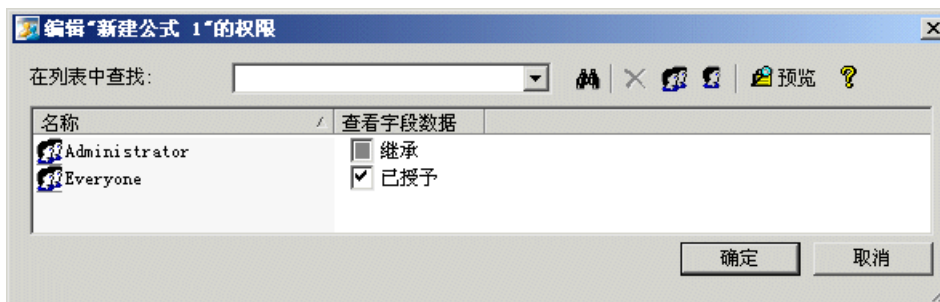 编辑“新建公式 1”的权限
在列表中查找: 预览
名称 查看字段数据
Administrator 继承
Everyone 已授予
确定 取消